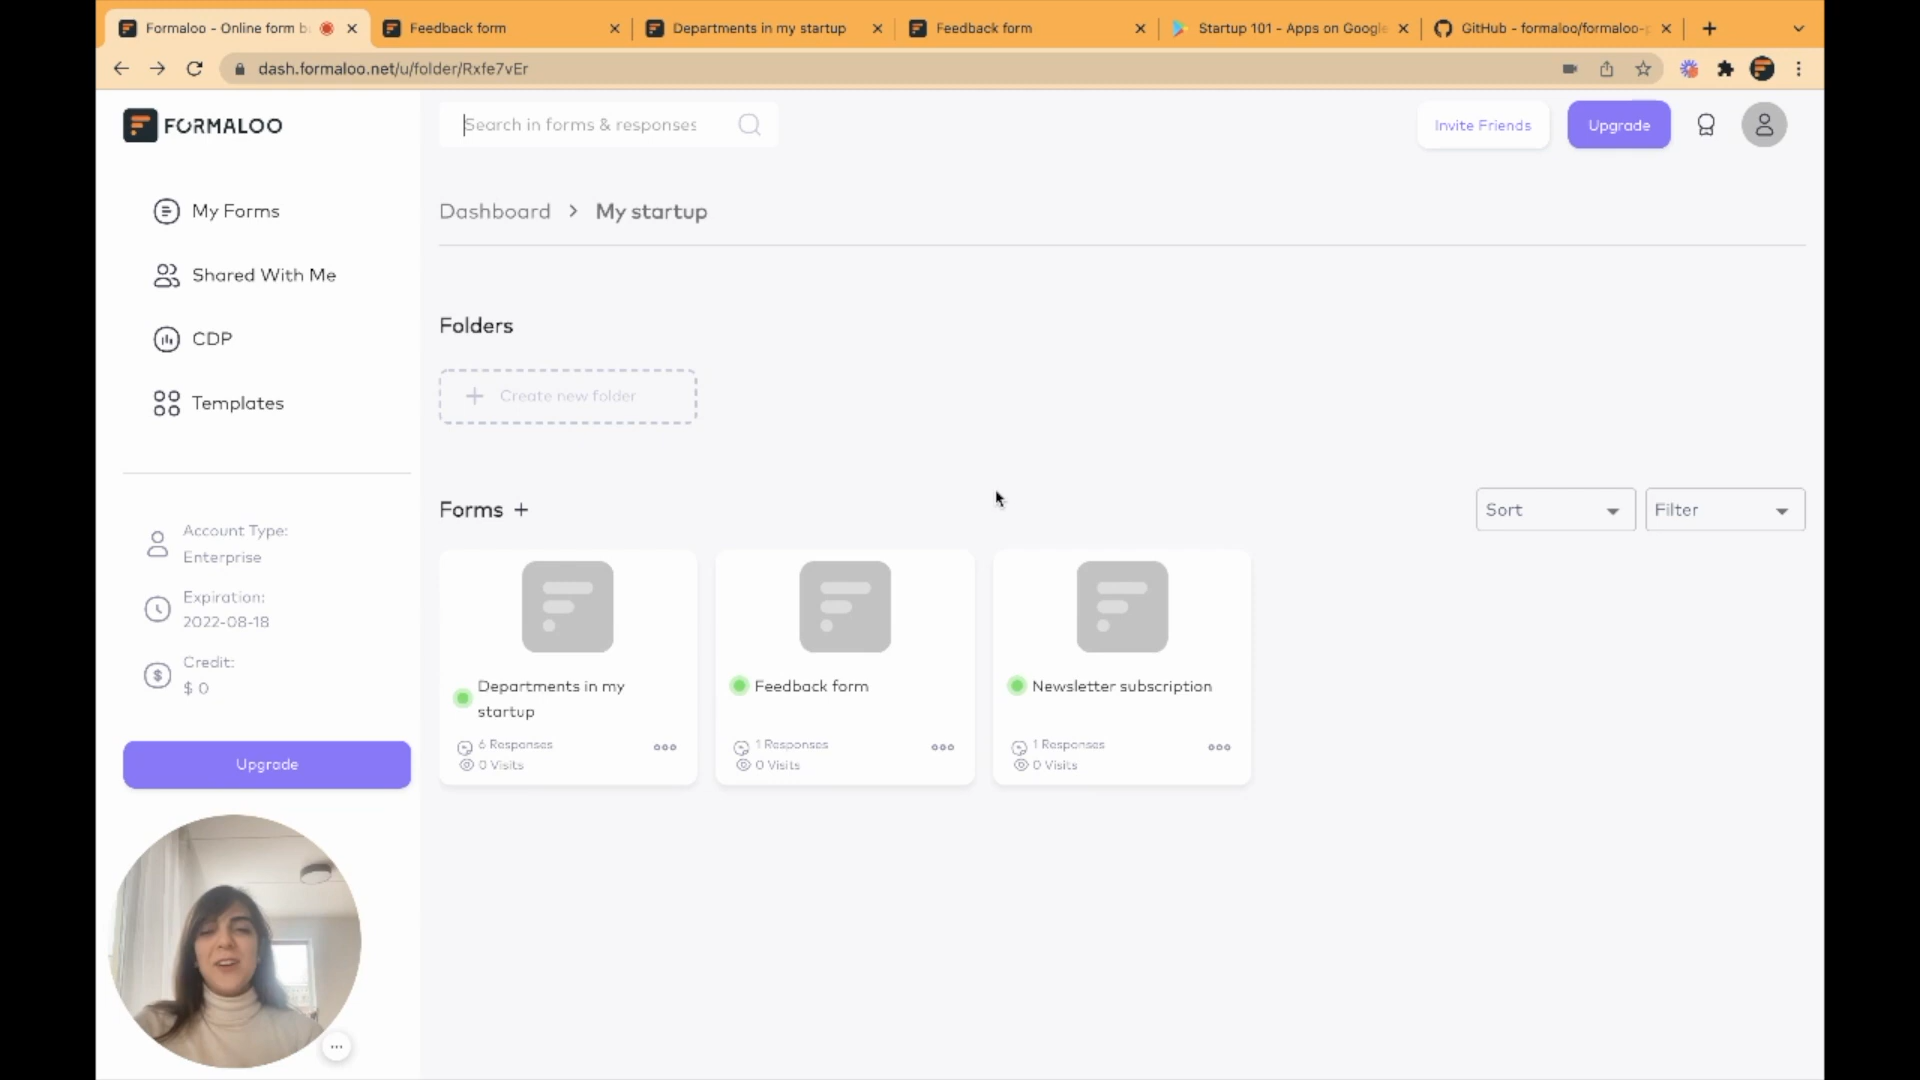 Formaloo - Online form b
Feedback form
Departments in my startup
Feedback form
Startup 101 - Apps on Google
GitHub - formaloo/formaloo-
dash.formaloo.net/u/folder/Rxfe7vEr
FORMALOO
Search in forms & responses
Invite Friends
Upgrade
My Forms
Shared With Me
CDP
Templates
Account Type:
Enterprise
Expiration:
2022-08-18
Credit:
$ 0
Upgrade
Dashboard > My startup
Folders
+ Create new folder
Forms +
Sort
Filter
Departments in my
startup
6 Responses
0 Visits
Feedback form
1 Responses
0 Visits
Newsletter subscription
1 Responses
0 Visits